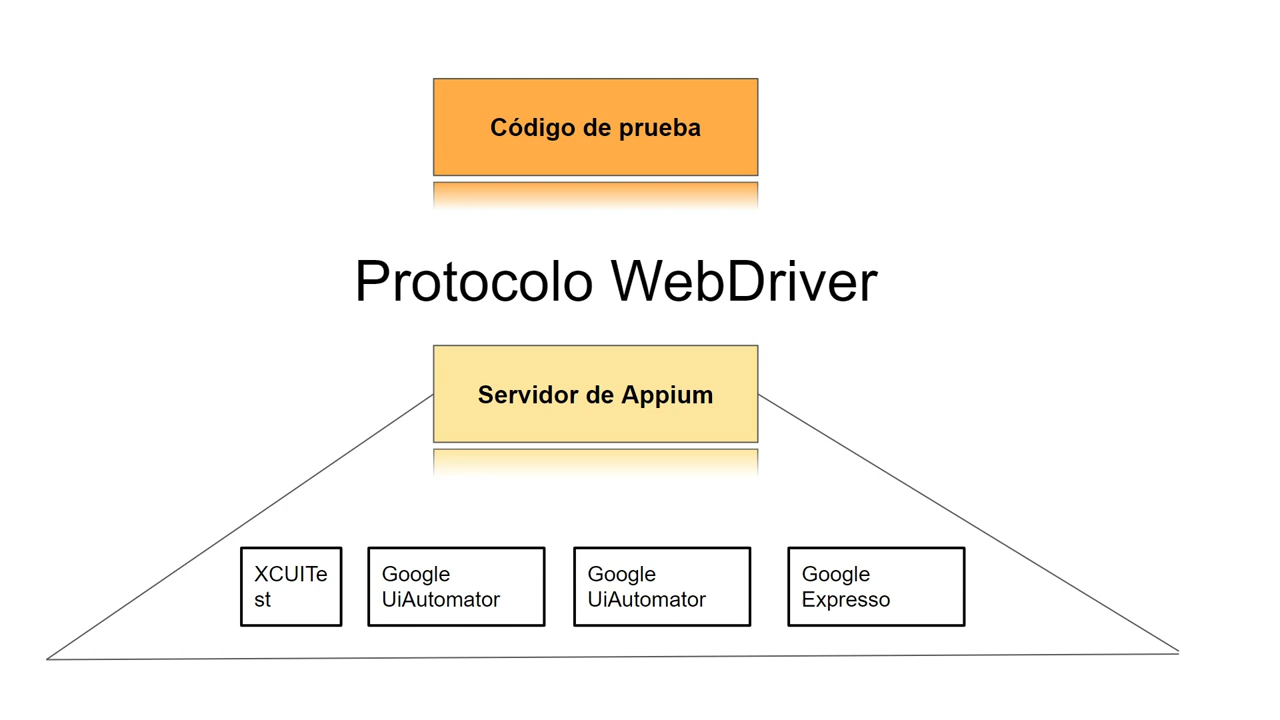 Código de prueba
Protocolo WebDriver
Servidor de Appium
XCUITe
st
Google
UiAutomator
Google
UiAutomator
Google
Expresso